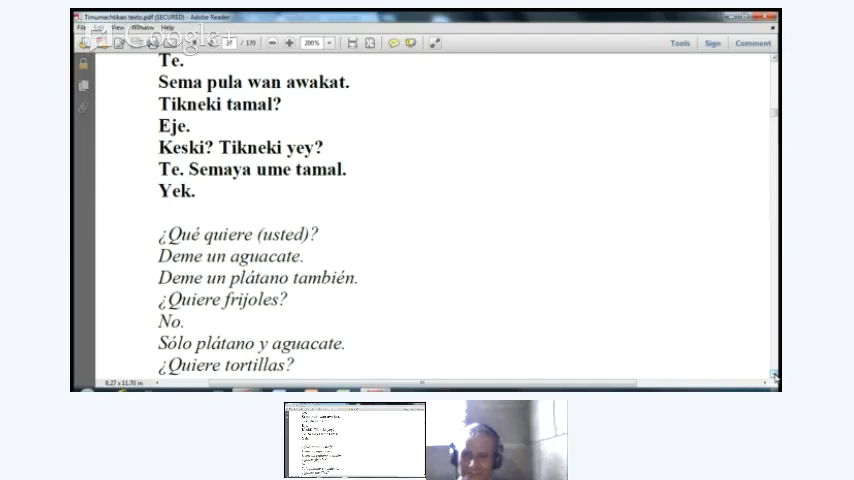 Timumachtikan texto.pdf (SECURED) - Adobe Reader
File Edit View Window Help
Google+
/ 170
200%
Tools Sign Comment
Te.
Sema pula wan awakat.
Tikneki tamal?
Eje.
Keski? Tikneki yey?
Te. Semaya ume tamal.
Yek.
¿Qué quiere (usted)?
Deme un aguacate.
Deme un plátano también.
¿Quiere frijoles?
No.
Sólo plátano y aguacate.
¿Quiere tortillas?
8.27 x 11.70 in